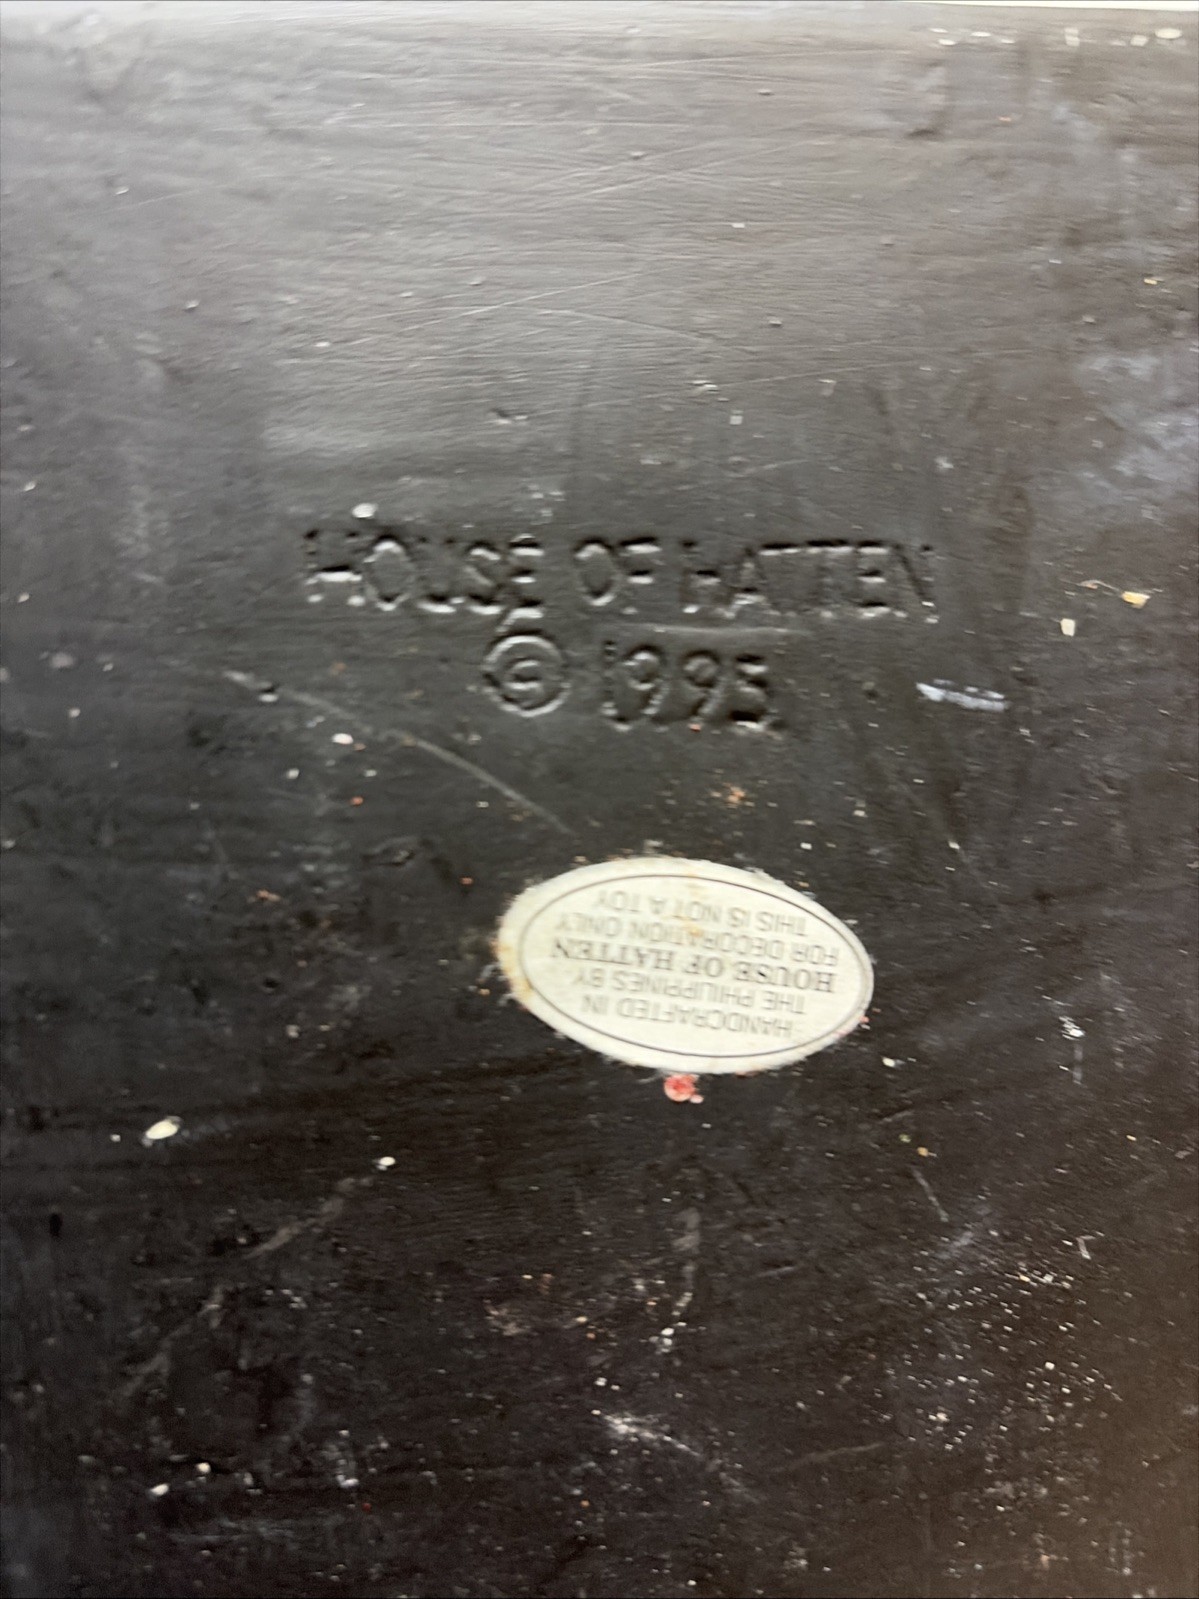 HOUSE OF HATTEN
© 1995
HANDCRAFTED IN
THE PHILIPPINES BY
HOUSE OF HATTEN
FOR DECORATION ONLY
THIS IS NOT A TOY